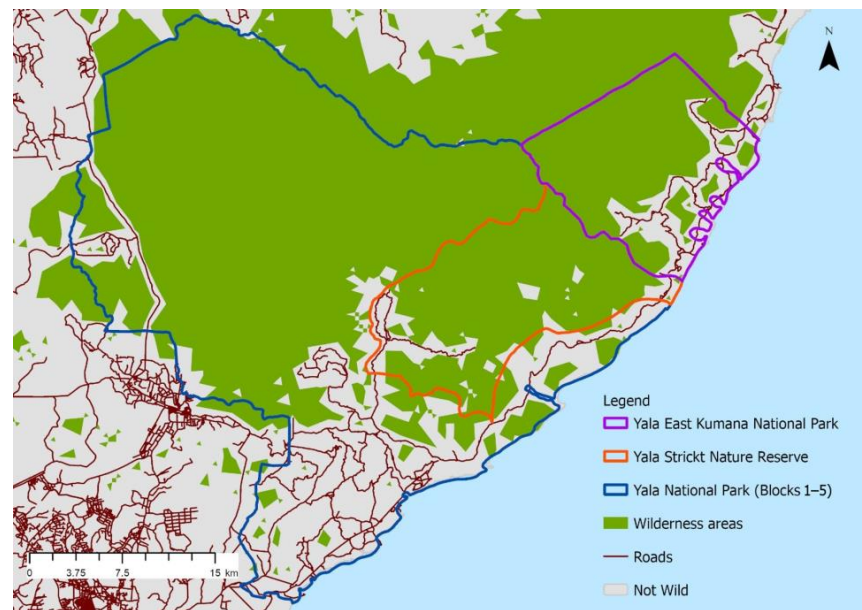 N
Legend
Yala East Kumana National Park
Yala Strickt Nature Reserve
Yala National Park (Blocks 1–5)
Wilderness areas
Roads
Not Wild
0 3.75 7.5 15 km